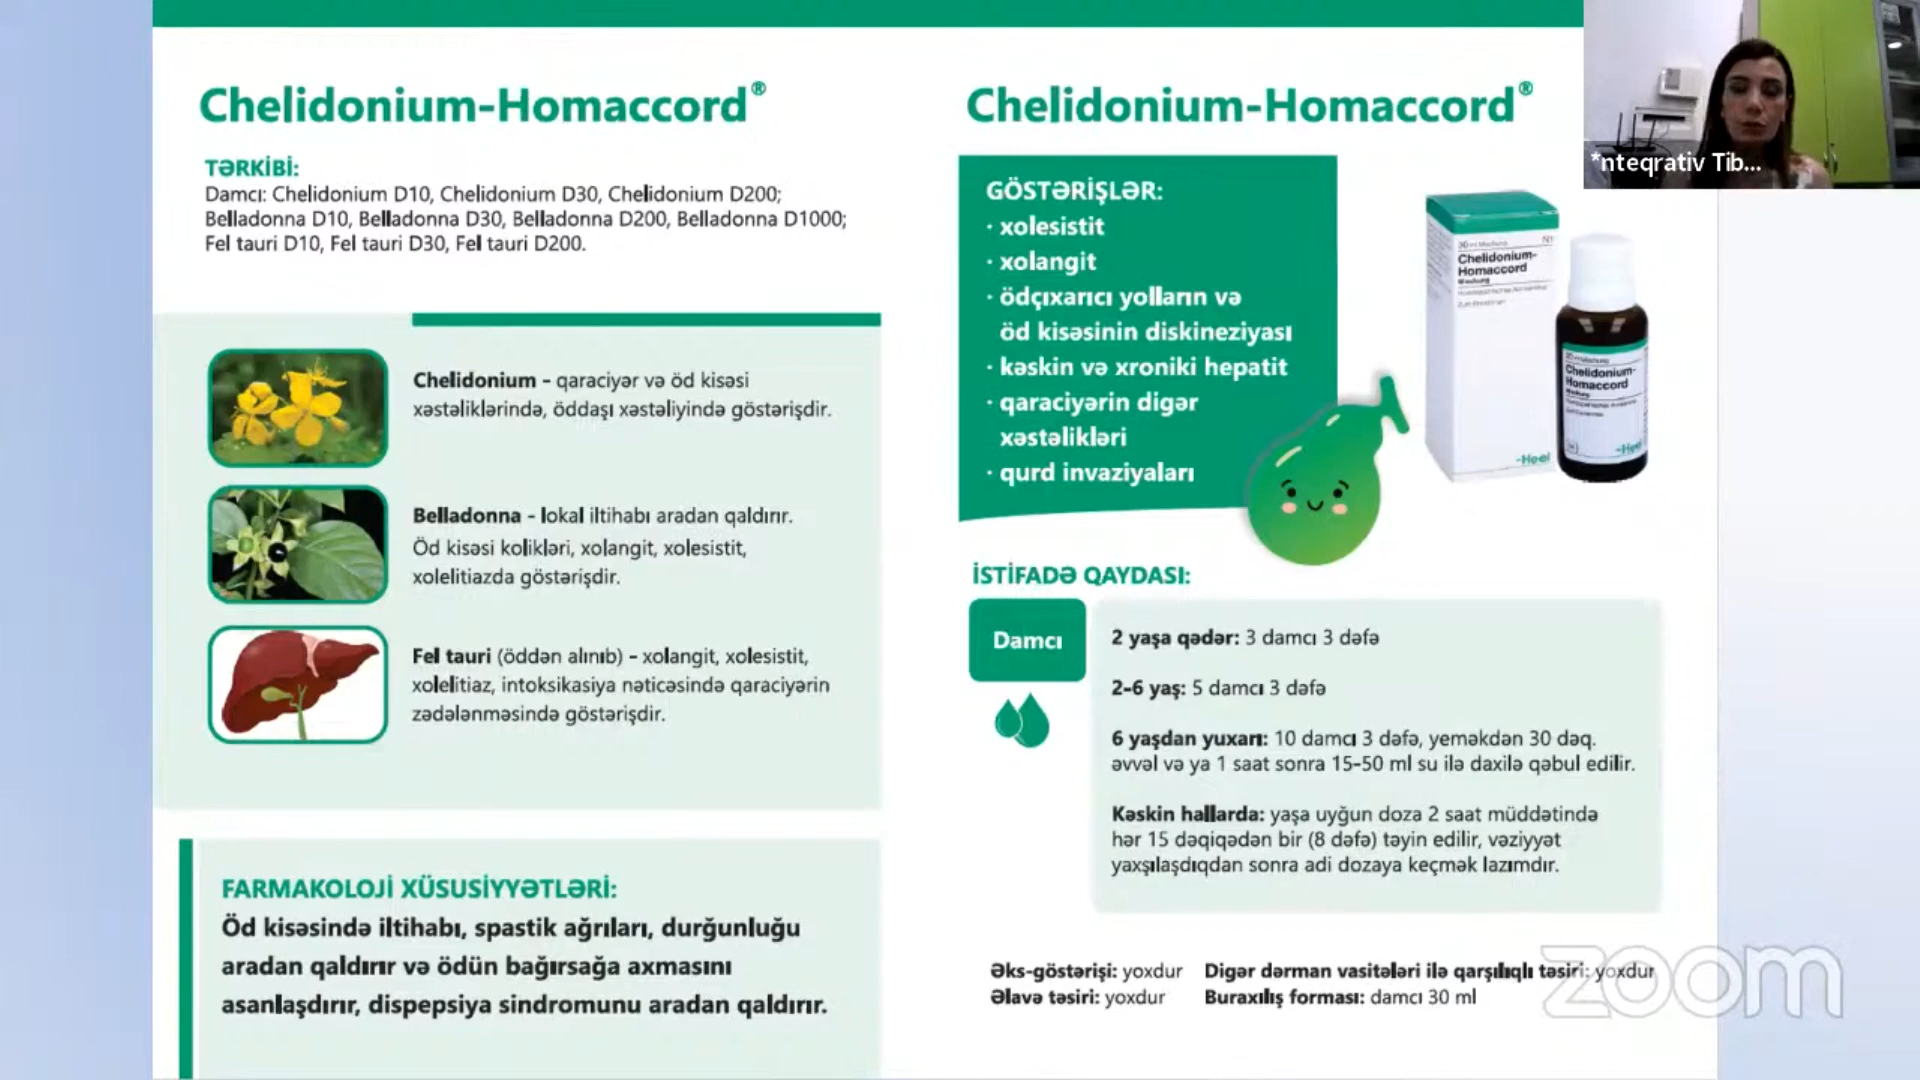 Chelidonium-Homaccord®
TƏRKİBİ:
Damcı: Chelidonium D10, Chelidonium D30, Chelidonium D200;
Belladonna D10, Belladonna D30, Belladonna D200, Belladonna D1000;
Fel tauri D10, Fel tauri D30, Fel tauri D200.
Chelidonium - qaraciyər və öd kisəsi
xəstəliklərində, öddaşı xəstəliyində göstərişdir.
Belladonna - lokal iltihabı aradan qaldırır.
Öd kisəsi kolikləri, xolangit, xolesistit,
xolelitiazda göstərişdir.
Fel tauri (öddən alınıb) - xolangit, xolesistit,
xolelitiaz, intoksikasiya nəticəsində qaraciyərin
zədələnməsində göstərişdir.
FARMAKOLOJİ XÜSUSİYYƏTLƏRİ:
Öd kisəsində iltihabı, spastik ağrıları, durğunluğu
aradan qaldırır və ödün bağırsağa axmasını
asanlaşdırır, dispepsiya sindromunu aradan qaldırır.
Chelidonium-Homaccord®
GÖSTƏRİŞLƏR:
· xolesistit
· xolangit
· ödçıxarıcı yolların və
öd kisəsinin diskineziyası
· kəskin və xroniki hepatit
· qaraciyərin digər
xəstəlikləri
· qurd invaziyaları
Chelidonium-
Homaccord
-Heel
Chelidonium-
Homaccord
-Heel
İSTİFADƏ QAYDASI:
Damcı
2 yaşa qədər: 3 damcı 3 dəfə
2-6 yaş: 5 damcı 3 dəfə
6 yaşdan yuxarı: 10 damcı 3 dəfə, yeməkdən 30 dəq.
əvvəl və ya 1 saat sonra 15-50 ml su ilə daxilə qəbul edilir.
Kəskin hallarda: yaşa uyğun doza 2 saat müddətində
hər 15 dəqiqədən bir (8 dəfə) təyin edilir, vəziyyət
yaxşılaşdıqdan sonra adi dozaya keçmək lazımdır.
Əks-göstərişi: yoxdur Digər dərman vasitələri ilə qarşılıqlı təsiri: yoxdur
Əlavə təsiri: yoxdur Buraxılış forması: damcı 30 ml
*nteqrativ Tib...
zoom